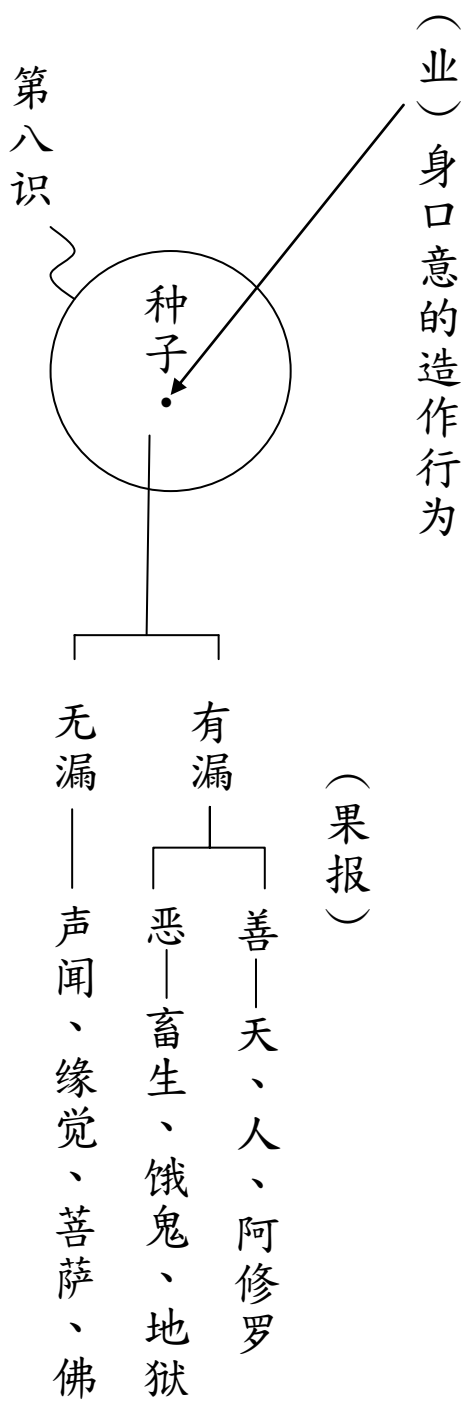 （业）身口意的造作行为
第八识
种子
（果报）
有漏
善—天、人、阿修罗
恶—畜生、饿鬼、地狱
无漏—声闻、缘觉、菩萨、佛